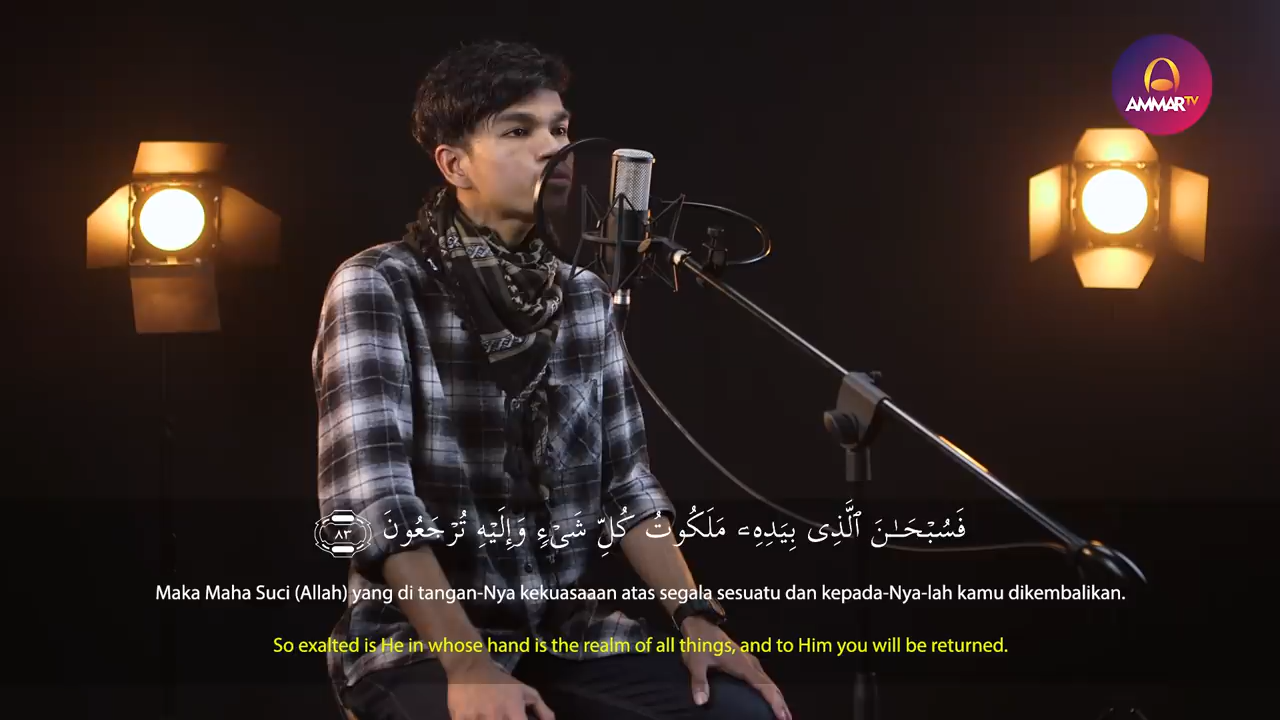 AMMARTV
فَسُبْحَـٰنَ ٱلَّذِى بِيَدِهِۦ مَلَكُوتُ كُلِّ شَىْءٍ وَإِلَيْهِ تُرْجَعُونَ ٨٣
Maka Maha Suci (Allah) yang di tangan-Nya kekuasaaan atas segala sesuatu dan kepada-Nya-lah kamu dikembalikan.
So exalted is He in whose hand is the realm of all things, and to Him you will be returned.